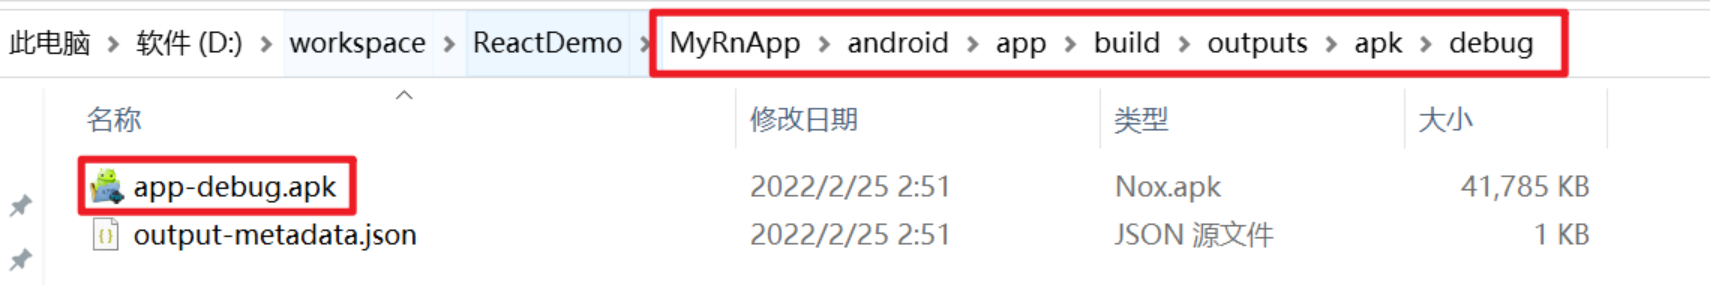 此电脑 > 软件 (D:) > workspace > ReactDemo > MyRnApp > android > app > build > outputs > apk > debug
名称 修改日期 类型 大小
app-debug.apk 2022/2/25 2:51 Nox.apk 41,785 KB
output-metadata.json 2022/2/25 2:51 JSON 源文件 1 KB